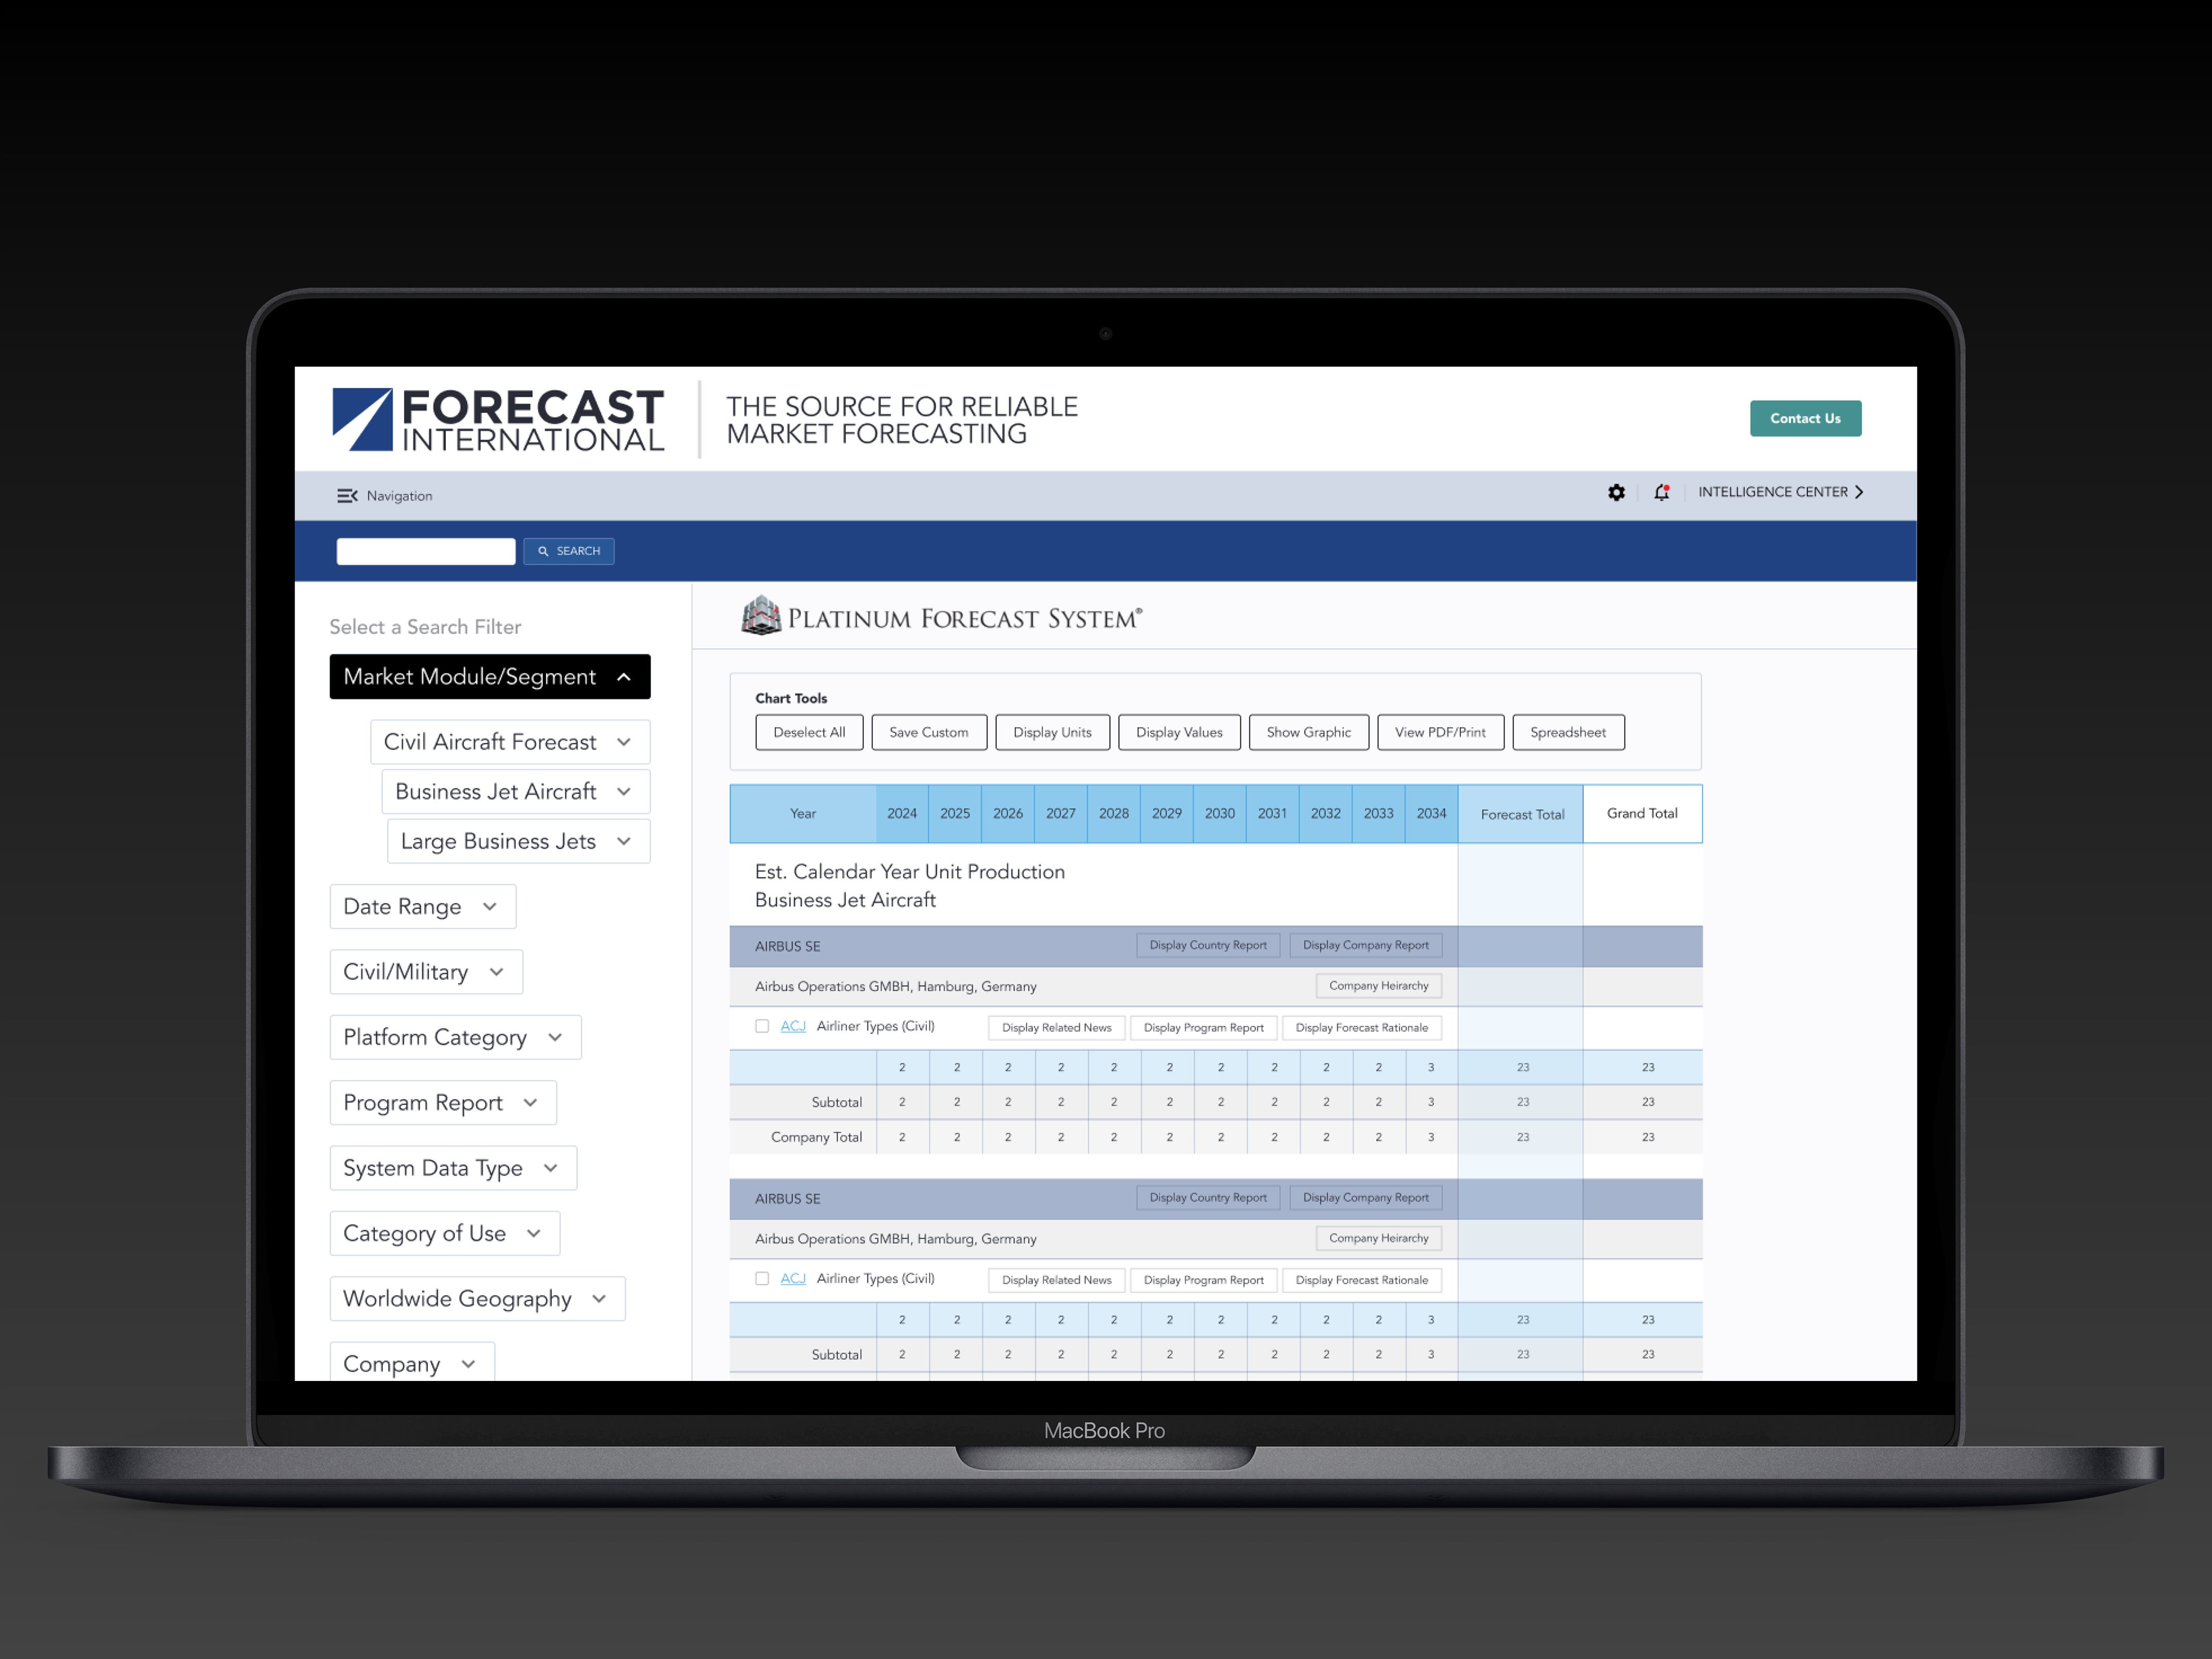 FORECAST
INTERNATIONAL
THE SOURCE FOR RELIABLE
MARKET FORECASTING
Contact Us
Navigation
INTELLIGENCE CENTER
SEARCH
Select a Search Filter
Market Module/Segment
Civil Aircraft Forecast
Business Jet Aircraft
Large Business Jets
Date Range
Civil/Military
Platform Category
Program Report
System Data Type
Category of Use
Worldwide Geography
Company
PLATINUM FORECAST SYSTEM®
Chart Tools
Deselect All Save Custom Display Units Display Values Show Graphic View PDF/Print Spreadsheet
Year 2024 2025 2026 2027 2028 2029 2030 2031 2032 2033 2034 Forecast Total Grand Total
Est. Calendar Year Unit Production
Business Jet Aircraft
AIRBUS SE Display Country Report Display Company Report
Airbus Operations GMBH, Hamburg, Germany Company Heirarchy
ACJ Airliner Types (Civil) Display Related News Display Program Report Display Forecast Rationale
2 2 2 2 2 2 2 2 2 2 3 23 23
Subtotal 2 2 2 2 2 2 2 2 2 2 3 23 23
Company Total 2 2 2 2 2 2 2 2 2 2 3 23 23
AIRBUS SE Display Country Report Display Company Report
Airbus Operations GMBH, Hamburg, Germany Company Heirarchy
ACJ Airliner Types (Civil) Display Related News Display Program Report Display Forecast Rationale
2 2 2 2 2 2 2 2 2 2 3 23 23
Subtotal 2 2 2 2 2 2 2 2 2 2 3 23 23
MacBook Pro